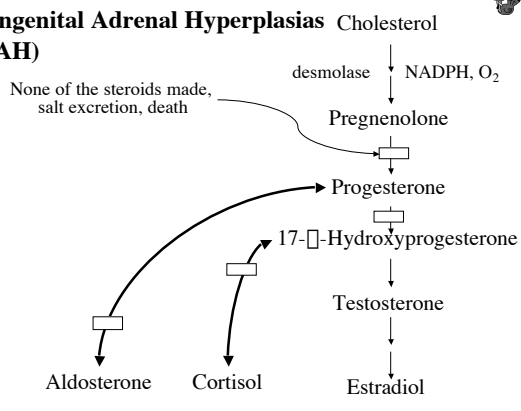 ngenital Adrenal Hyperplasias
AH)
Cholesterol
desmolase NADPH, O2
None of the steroids made,
salt excretion, death
Pregnenolone
Progesterone
17-▯-Hydroxyprogesterone
Testosterone
Aldosterone Cortisol Estradiol